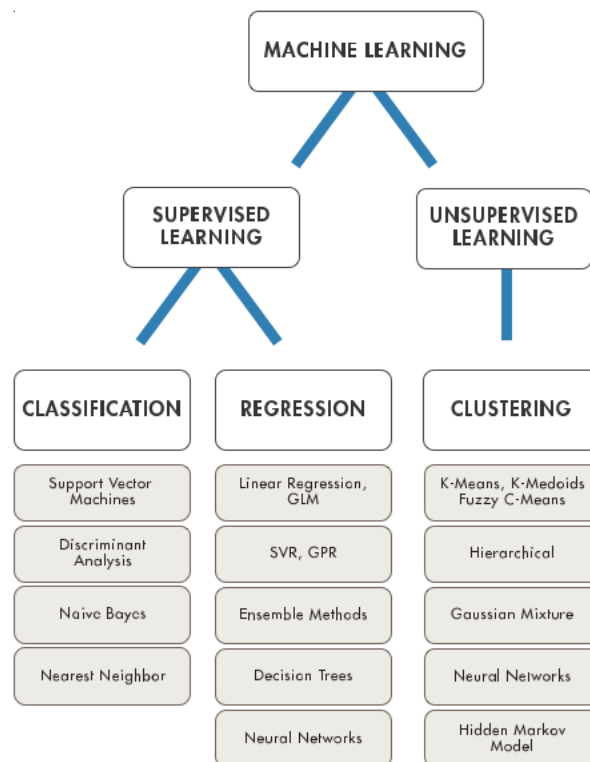 MACHINE LEARNING
SUPERVISED
LEARNING
UNSUPERVISED
LEARNING
CLASSIFICATION
REGRESSION
CLUSTERING
Support Vector
Machines
Linear Regression,
GLM
K-Means, K-Medoids
Fuzzy C-Means
Discriminant
Analysis
SVR, GPR
Hierarchical
Naive Bayes
Ensemble Methods
Gaussian Mixture
Nearest Neighbor
Decision Trees
Neural Networks
Neural Networks
Hidden Markov
Model